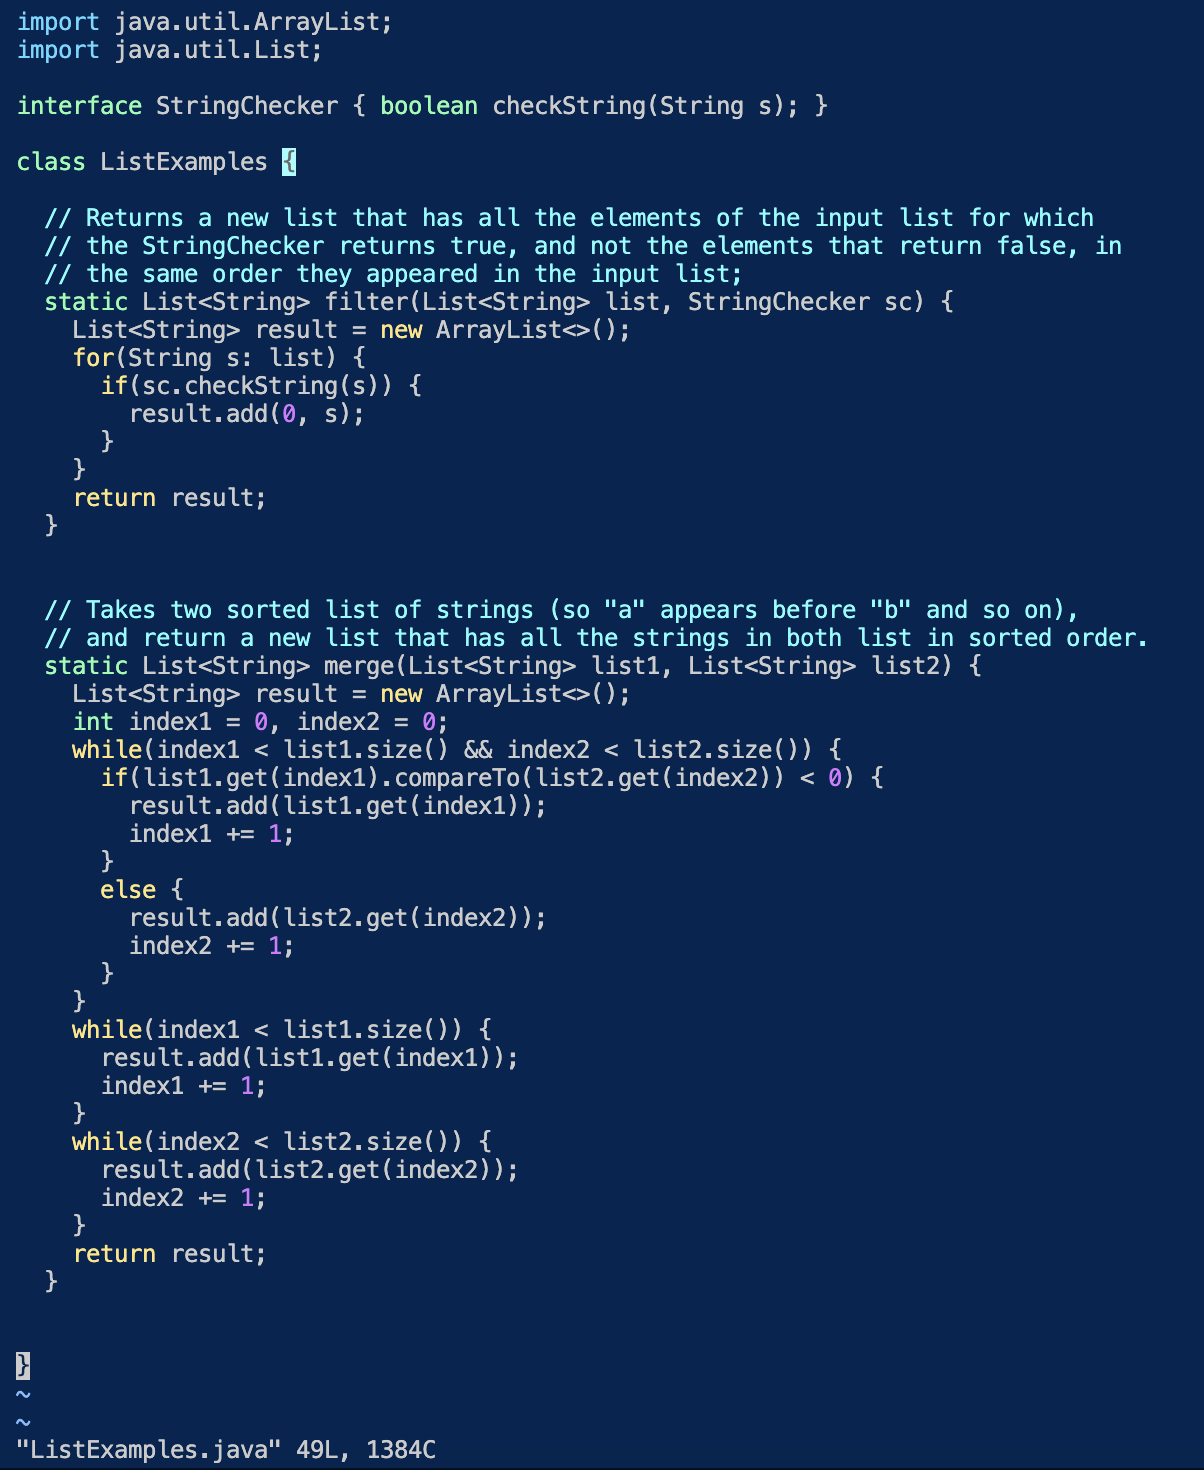 import java.util.ArrayList;
import java.util.List;

interface StringChecker { boolean checkString(String s); }

class ListExamples {

  // Returns a new list that has all the elements of the input list for which
  // the StringChecker returns true, and not the elements that return false, in
  // the same order they appeared in the input list;
  static List<String> filter(List<String> list, StringChecker sc) {
    List<String> result = new ArrayList<>();
    for(String s: list) {
      if(sc.checkString(s)) {
        result.add(0, s);
      }
    }
    return result;
  }


  // Takes two sorted list of strings (so "a" appears before "b" and so on),
  // and return a new list that has all the strings in both list in sorted order.
  static List<String> merge(List<String> list1, List<String> list2) {
    List<String> result = new ArrayList<>();
    int index1 = 0, index2 = 0;
    while(index1 < list1.size() && index2 < list2.size()) {
      if(list1.get(index1).compareTo(list2.get(index2)) < 0) {
        result.add(list1.get(index1));
        index1 += 1;
      }
      else {
        result.add(list2.get(index2));
        index2 += 1;
      }
    }
    while(index1 < list1.size()) {
      result.add(list1.get(index1));
      index1 += 1;
    }
    while(index2 < list2.size()) {
      result.add(list2.get(index2));
      index2 += 1;
    }
    return result;
  }


}
~
~
"ListExamples.java" 49L, 1384C